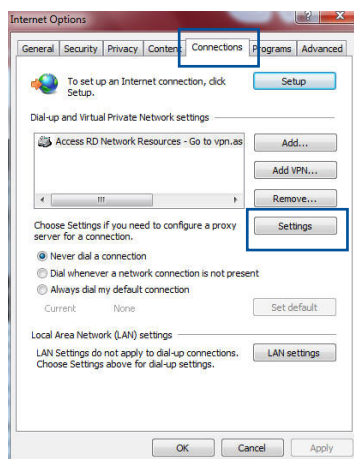 Internet Options
General Security Privacy Content Connections Programs Advanced
To set up an Internet connection, click Setup.
Setup
Dial-up and Virtual Private Network settings
Access RD Network Resources - Go to vpn.as
Add...
Add VPN...
Remove...
Choose Settings if you need to configure a proxy
server for a connection.
Settings
Never dial a connection
Dial whenever a network connection is not present
Always dial my default connection
Current None
Set default
Local Area Network (LAN) settings
LAN Settings do not apply to dial-up connections.
Choose Settings above for dial-up settings.
LAN settings
OK Cancel Apply